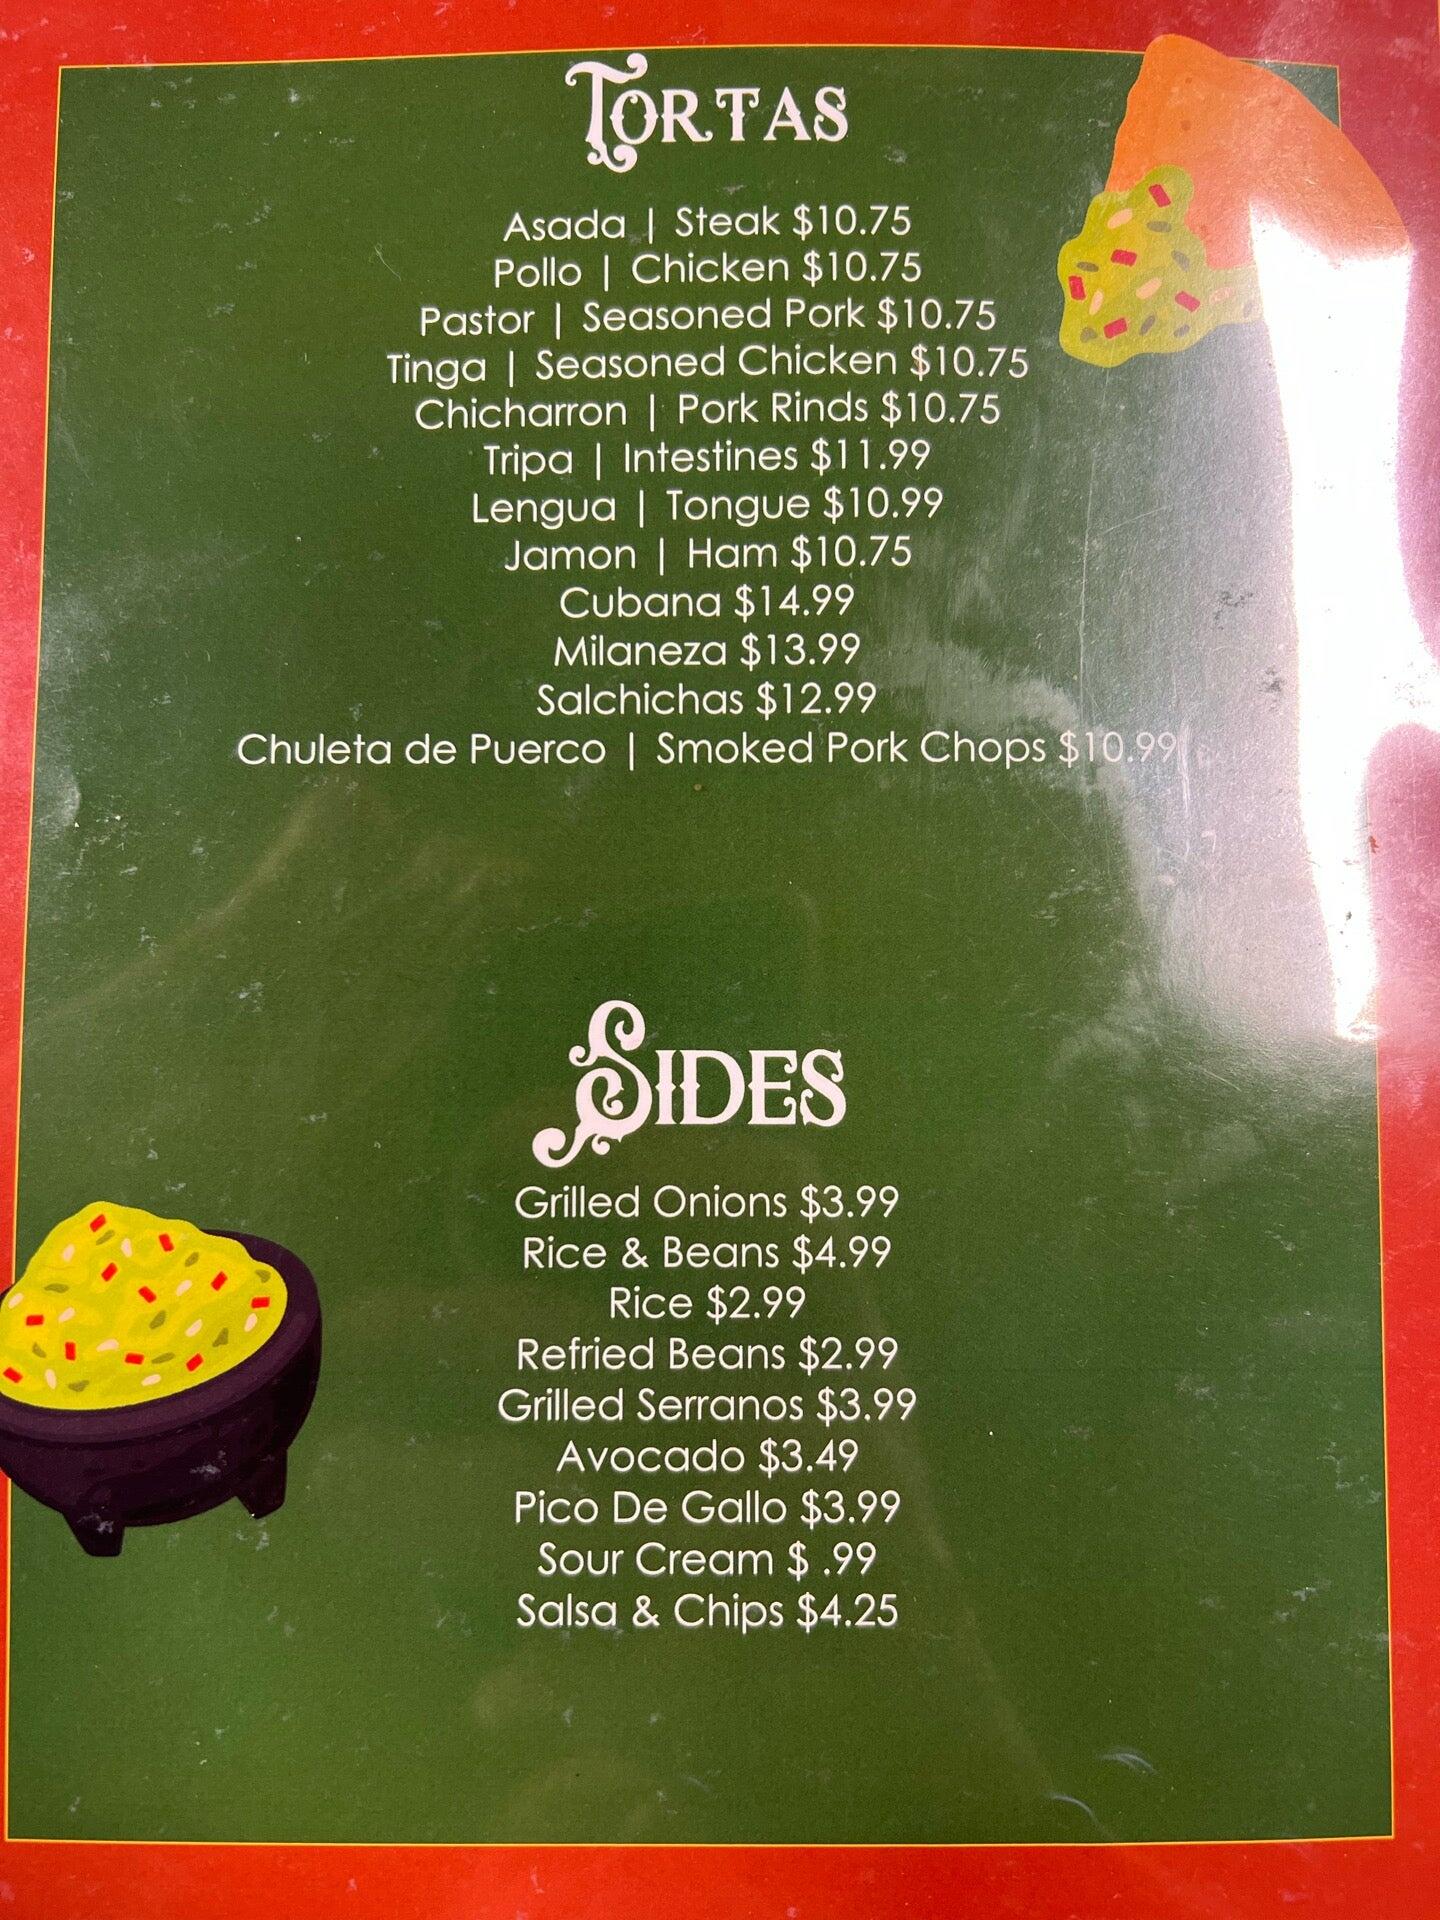 Tortas
Asada | Steak $10.75
Pollo | Chicken $10.75
Pastor | Seasoned Pork $10.75
Tinga | Seasoned Chicken $10.75
Chicharron | Pork Rinds $10.75
Tripa | Intestines $11.99
Lengua | Tongue $10.99
Jamon | Ham $10.75
Cubana $14.99
Milaneza $13.99
Salchichas $12.99
Chuleta de Puerco | Smoked Pork Chops $10.99
Sides
Grilled Onions $3.99
Rice & Beans $4.99
Rice $2.99
Refried Beans $2.99
Grilled Serranos $3.99
Avocado $3.49
Pico De Gallo $3.99
Sour Cream $ .99
Salsa & Chips $4.25